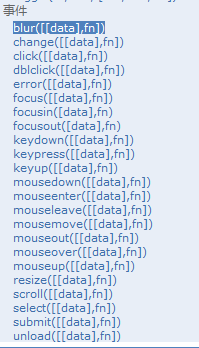 事件
blur([[data],fn])
change([[data],fn])
click([[data],fn])
dblclick([[data],fn])
error([[data],fn])
focus([[data],fn])
focusin([data],fn)
focusout([data],fn)
keydown([[data],fn])
keypress([[data],fn])
keyup([[data],fn])
mousedown([[data],fn])
mouseenter([[data],fn])
mouseleave([[data],fn])
mousemove([[data],fn])
mouseout([[data],fn])
mouseover([[data],fn])
mouseup([[data],fn])
resize([[data],fn])
scroll([[data],fn])
select([[data],fn])
submit([[data],fn])
unload([[data],fn])